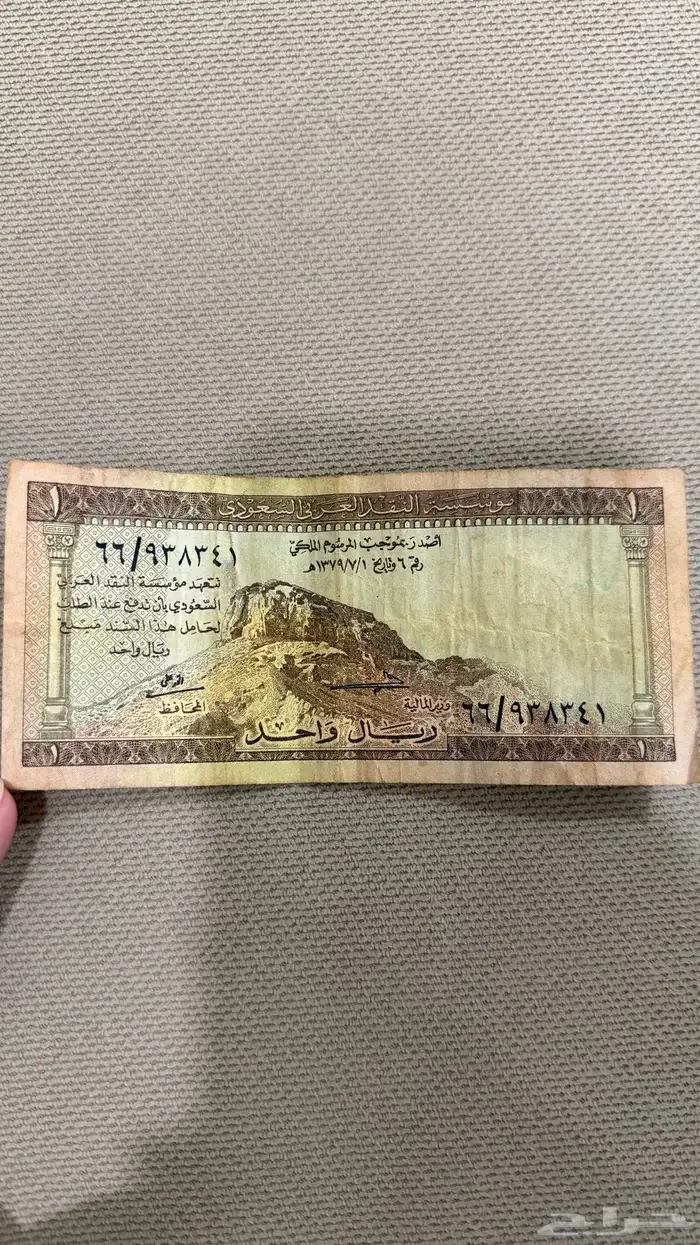 مؤسسة النقد العربي السعودي
١
١
أصدر بموجب المرسوم الملكي
رقم ٦ وتاريخ ١٣٧٩/٧/١هـ
٦٦/٩٣٨٣٤١
تتعهد مؤسسة النقد العربي
السعودي بأن تدفع عند الطلب
لحامل هذا السند مبلغ
ريال واحد
وزير المالية
المحافظ
٦٦/٩٣٨٣٤١
ريال واحد
١
١
حراج